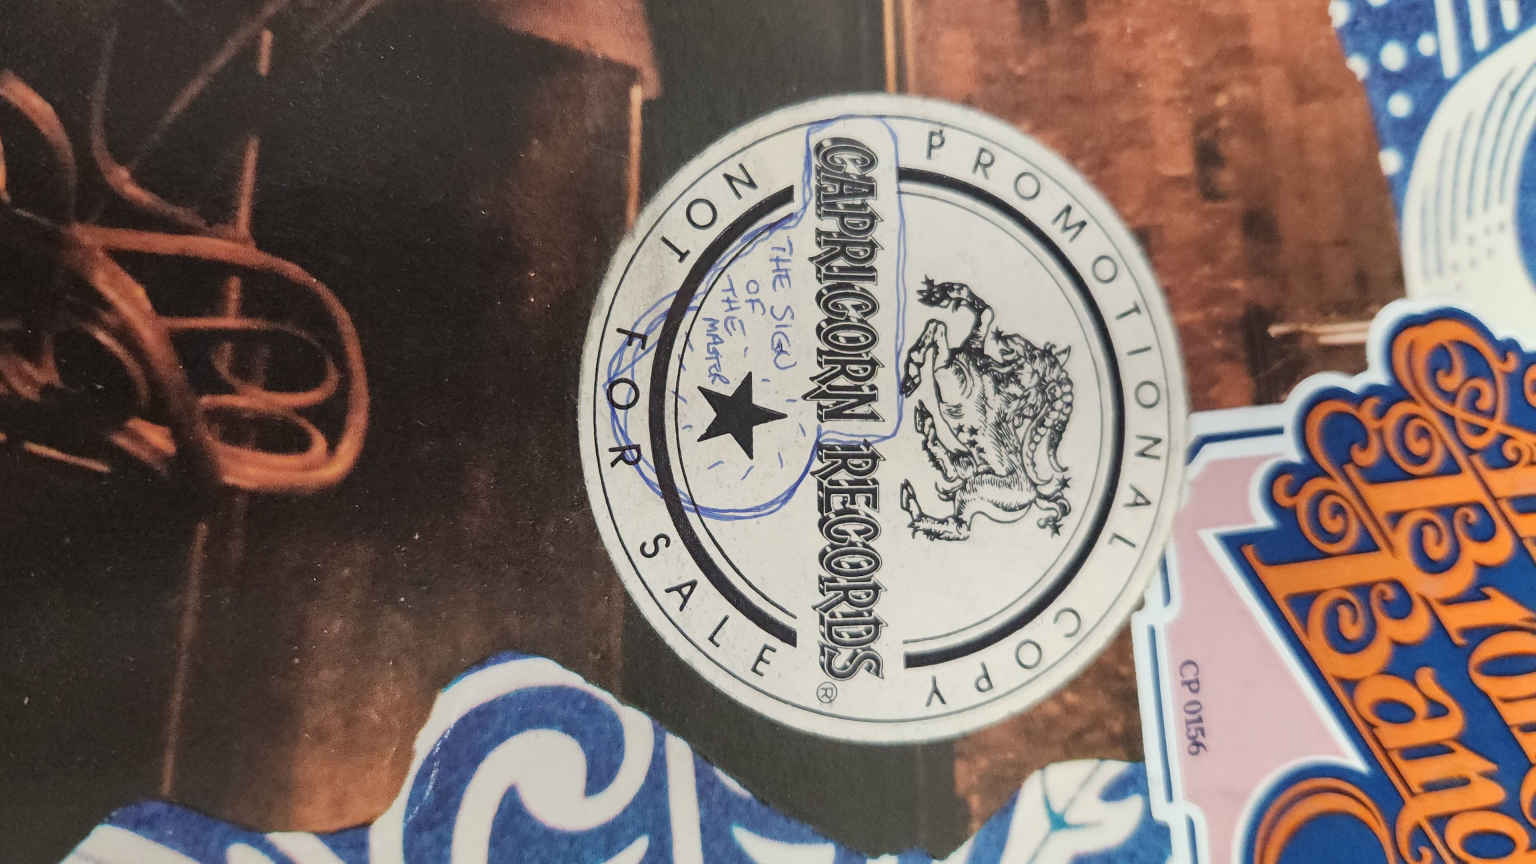 PROMOTIONAL COPY
CAPRICORN RECORDS®
THE SIGN
OF
THE
MASTER
NOT FOR SALE
CP 0156